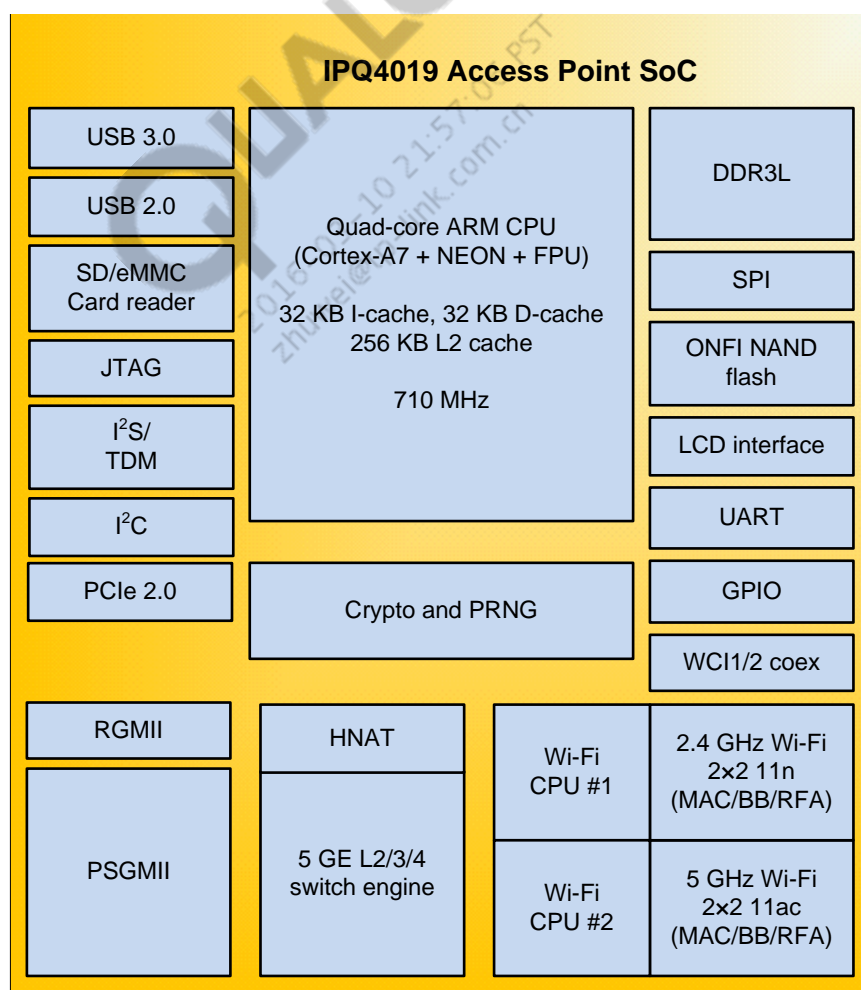 IPQ4019 Access Point SoC
USB 3.0
USB 2.0
SD/eMMC
Card reader
JTAG
I²S/
TDM
I²C
PCIe 2.0
Quad-core ARM CPU
(Cortex-A7 + NEON + FPU)
32 KB I-cache, 32 KB D-cache
256 KB L2 cache
710 MHz
Crypto and PRNG
DDR3L
SPI
ONFI NAND
flash
LCD interface
UART
GPIO
WCI1/2 coex
RGMII
PSGMII
HNAT
5 GE L2/3/4
switch engine
Wi-Fi
CPU #1
2.4 GHz Wi-Fi
2×2 11n
(MAC/BB/RFA)
Wi-Fi
CPU #2
5 GHz Wi-Fi
2×2 11ac
(MAC/BB/RFA)